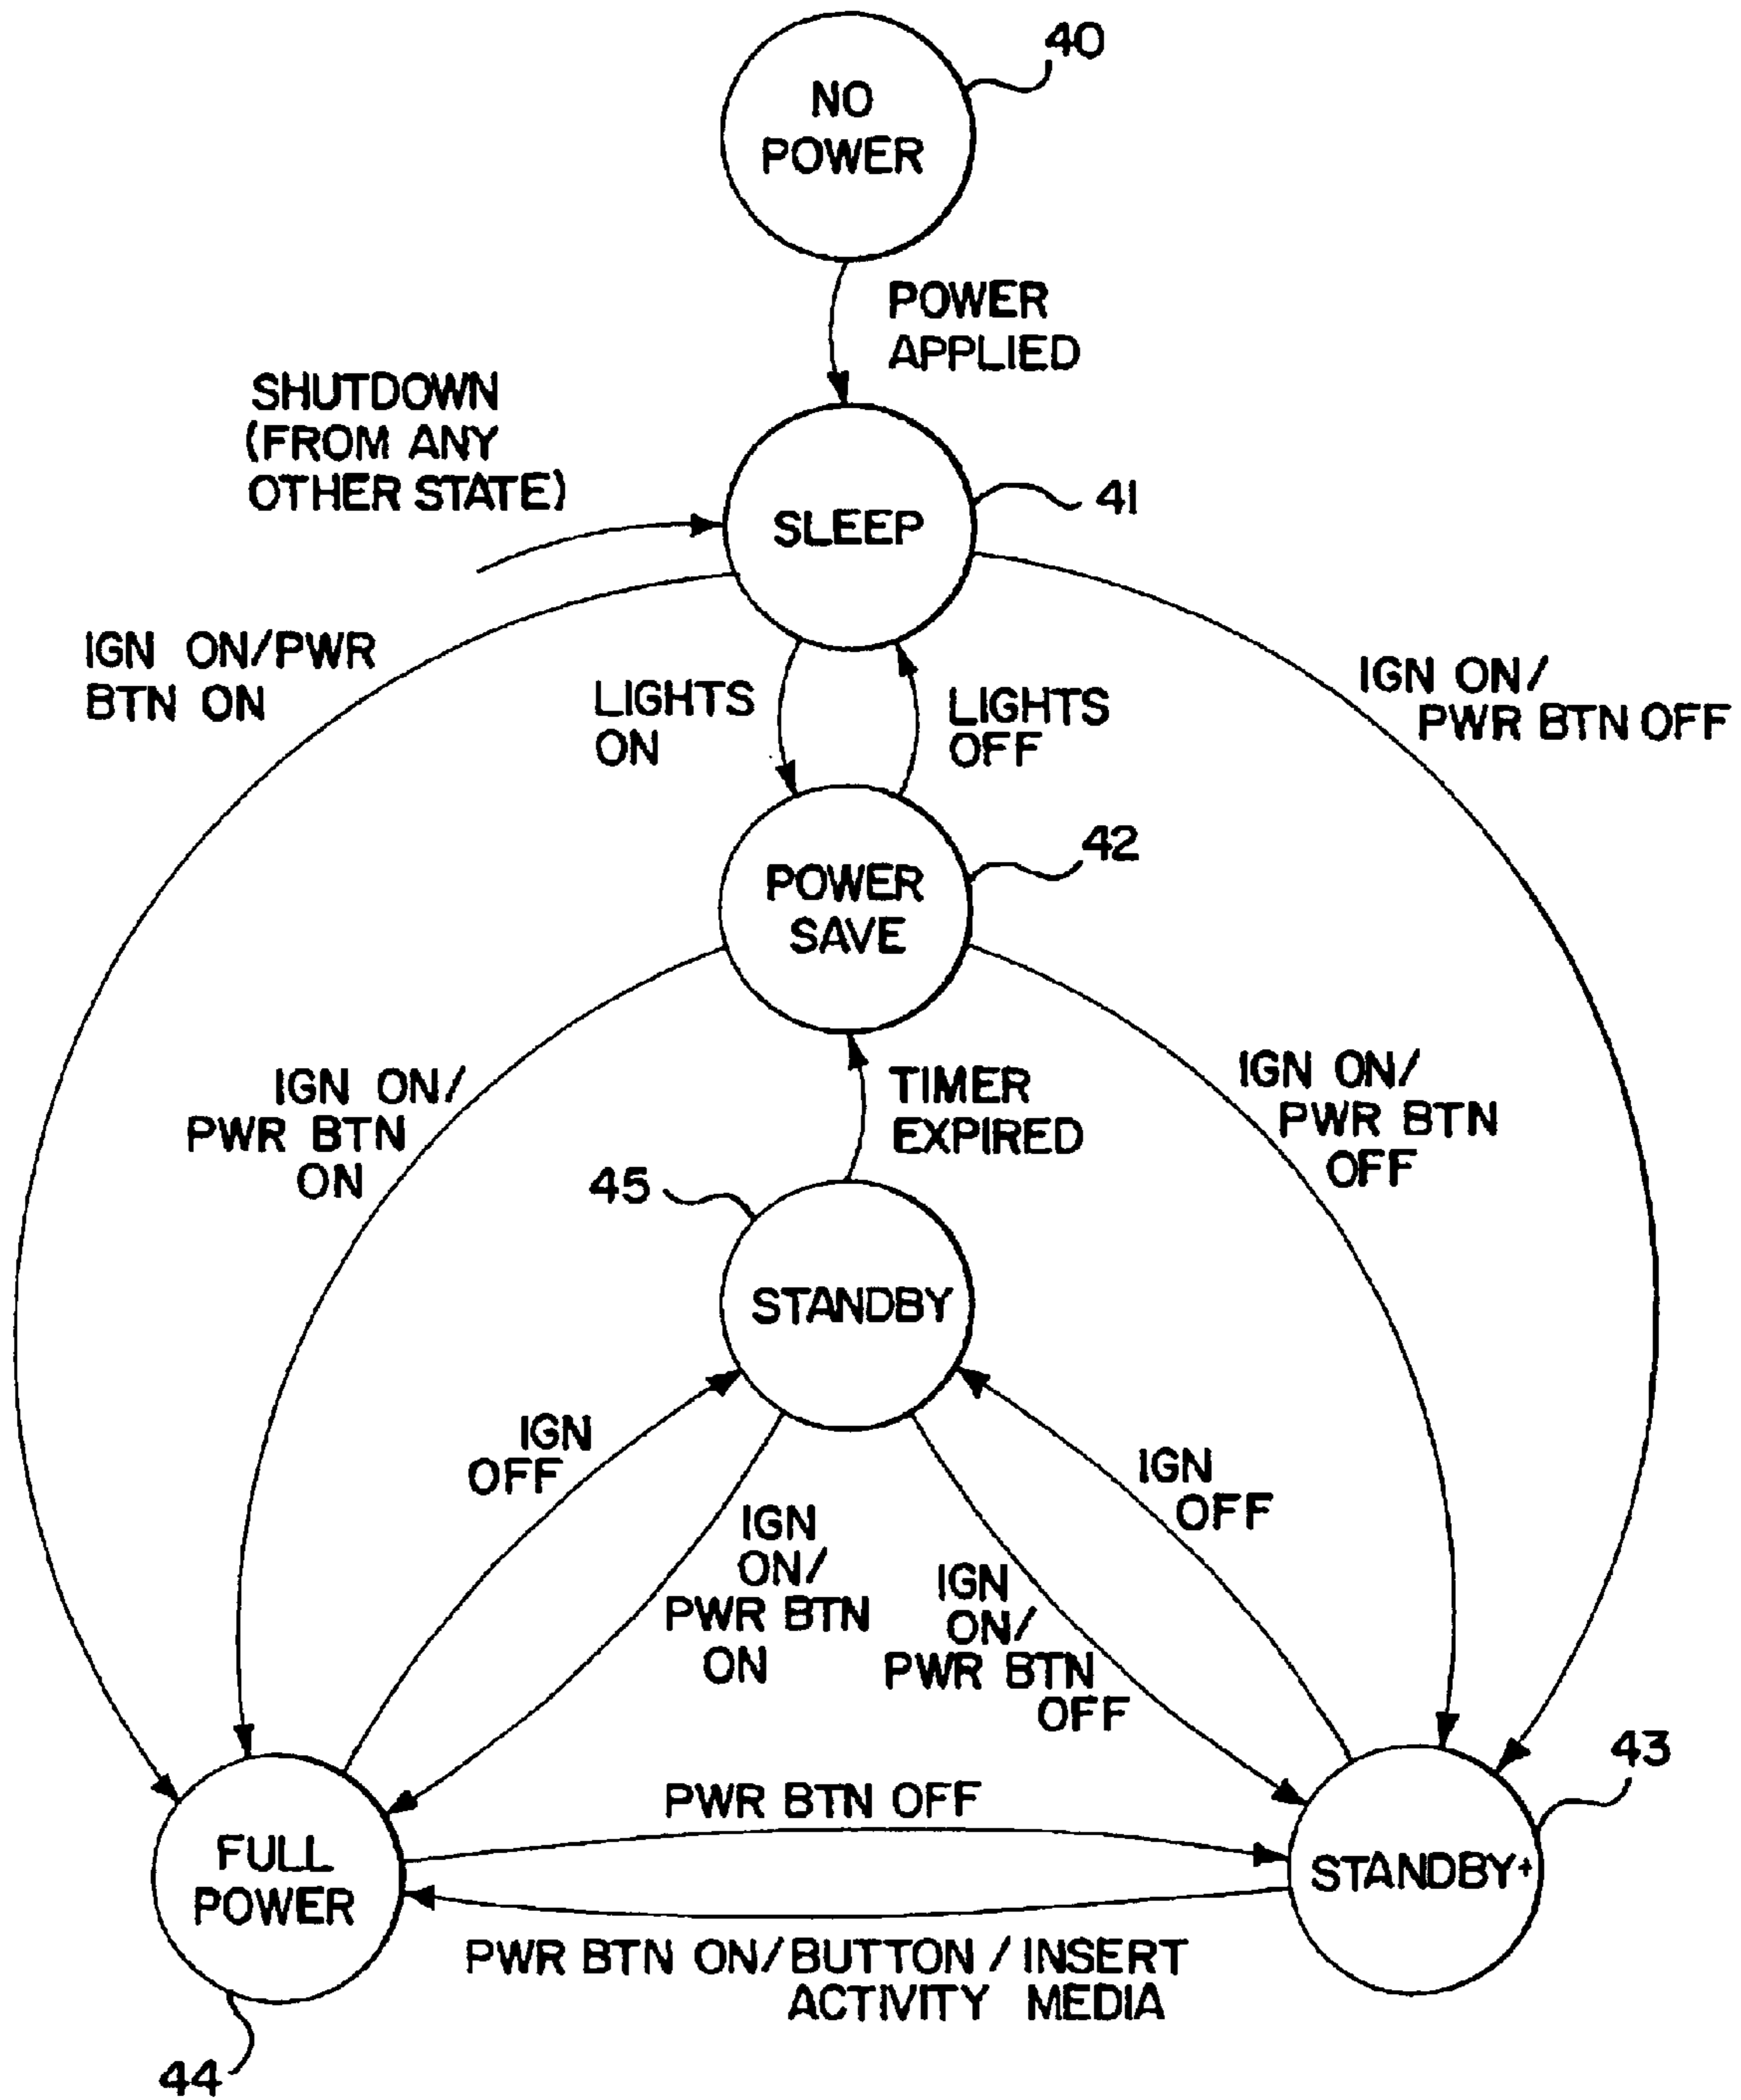 40
NO
POWER
POWER
APPLIED
SHUTDOWN
(FROM ANY
OTHER STATE)
41
SLEEP
IGN ON/PWR
BTN ON
LIGHTS
ON
LIGHTS
OFF
IGN ON/
PWR BTN OFF
42
POWER
SAVE
IGN ON/
PWR BTN
ON
TIMER
EXPIRED
IGN ON/
PWR BTN
OFF
45
STANDBY
IGN
OFF
IGN
ON/
PWR BTN
ON
IGN
ON/
PWR BTN
OFF
IGN
OFF
43
PWR BTN OFF
FULL
POWER
STANDBY+
PWR BTN ON/BUTTON / INSERT
ACTIVITY MEDIA
44